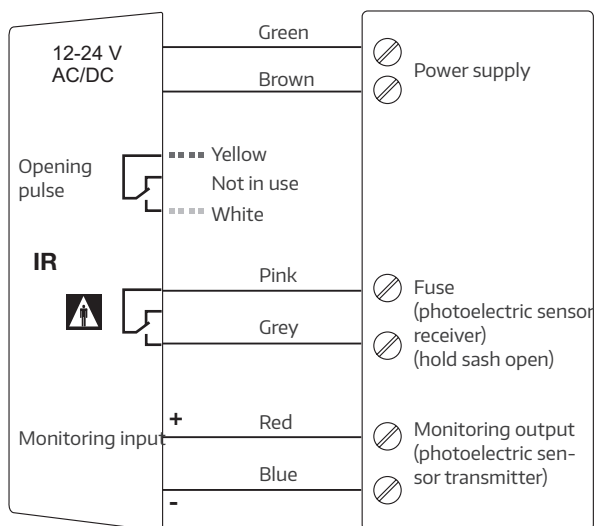 12-24 V
AC/DC
Green
Brown
Power supply
Opening
pulse
Yellow
Not in use
White
IR
Pink
Grey
Fuse
(photoelectric sensor
receiver)
(hold sash open)
Monitoring input
+
Red
Blue
-
Monitoring output
(photoelectric sen-
sor transmitter)